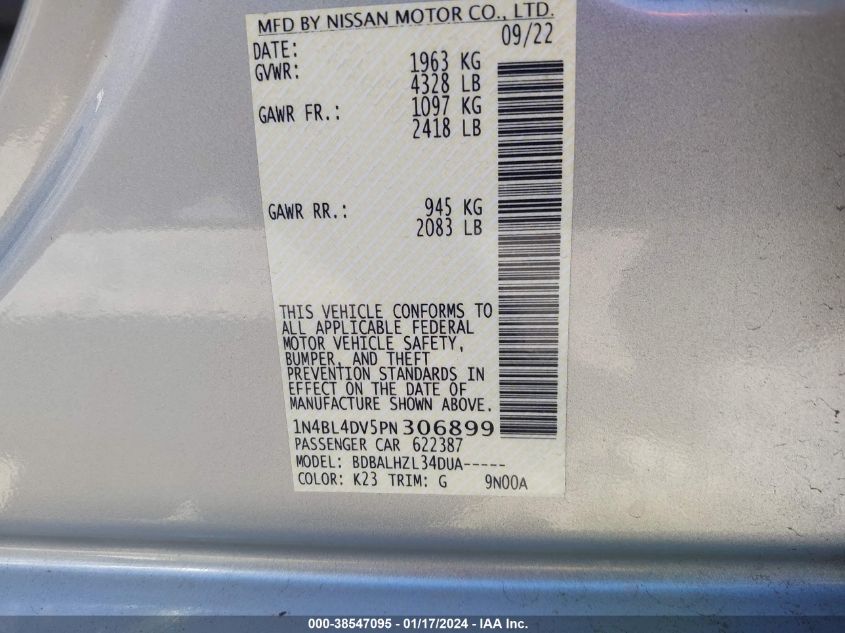 MFD BY NISSAN MOTOR CO., LTD.
DATE: 09/22
GVWR: 1963 KG
4328 LB
GAWR FR.: 1097 KG
2418 LB
GAWR RR.: 945 KG
2083 LB
THIS VEHICLE CONFORMS TO
ALL APPLICABLE FEDERAL
MOTOR VEHICLE SAFETY,
BUMPER, AND THEFT
PREVENTION STANDARDS IN
EFFECT ON THE DATE OF
MANUFACTURE SHOWN ABOVE.
1N4BL4DV5PN306899
PASSENGER CAR 622387
MODEL: BDBALHZL34DUA-----
COLOR: K23 TRIM: G 9N00A
000-38547095 - 01/17/2024 - IAA Inc.